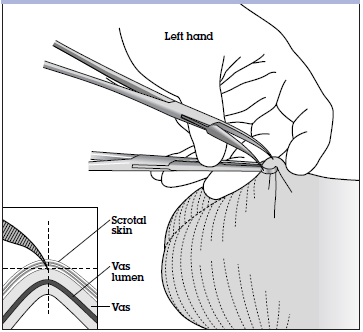 Left hand
Scrotal
skin
Vas
lumen
Vas